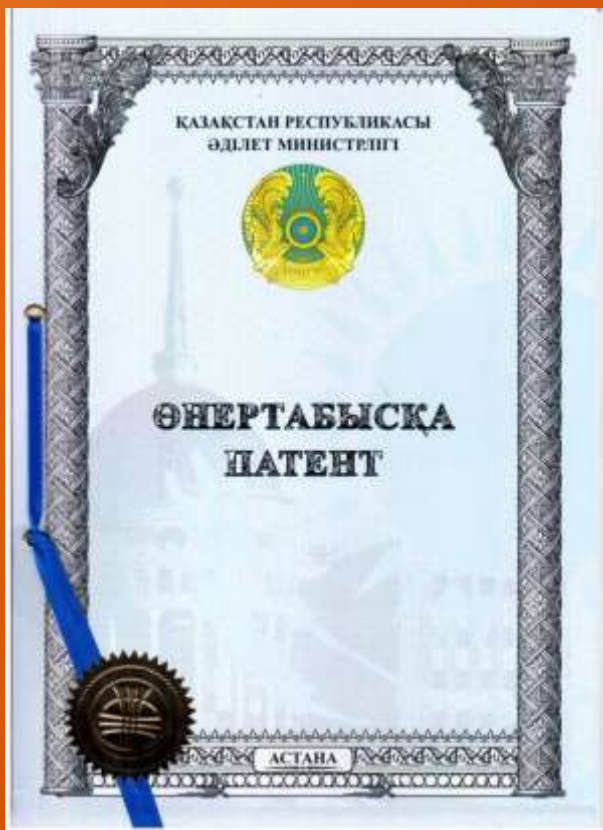 ҚАЗАҚСТАН РЕСПУБЛИКАСЫ
ӘДІЛЕТ МИНИСТРЛІГІ
ӨНЕРТАБЫСҚА
ПАТЕНТ
АСТАНА